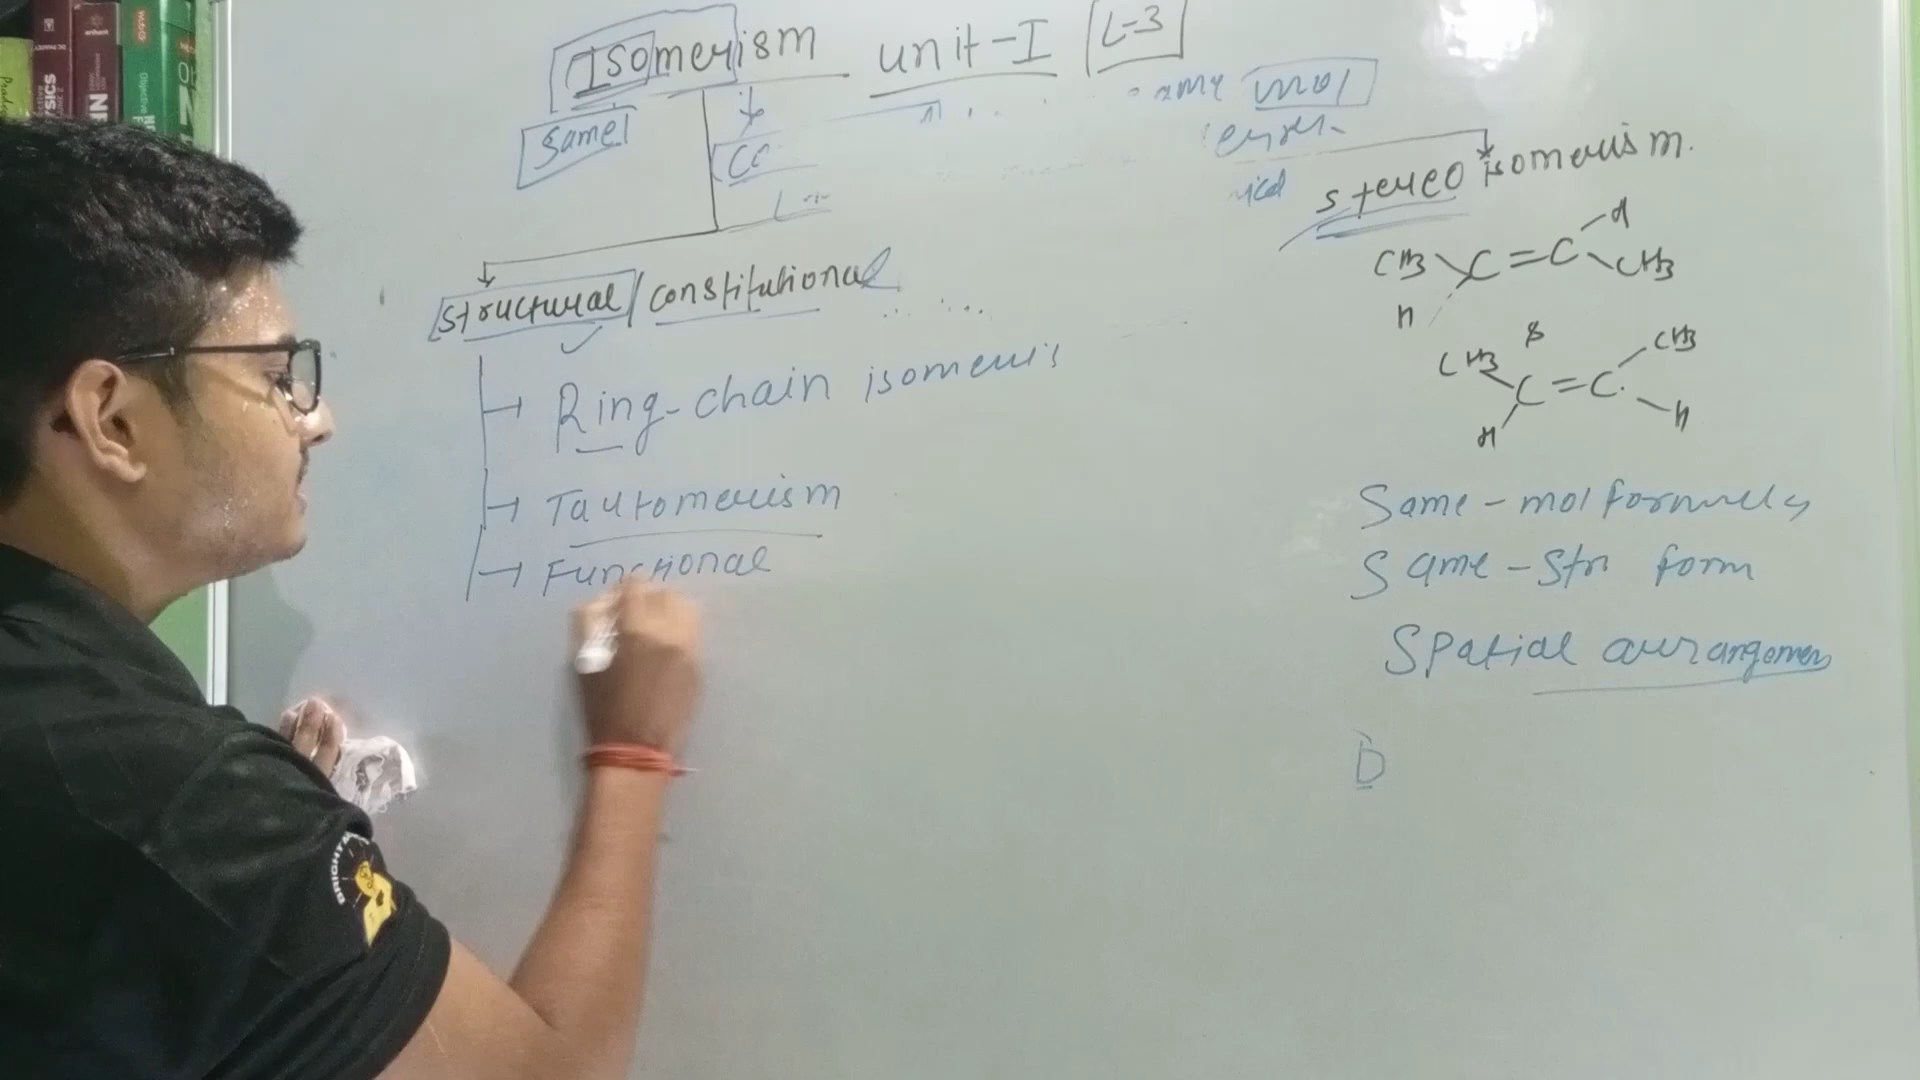 Isomerism unit-I L-3
Same
mol
Stereo isomerism.
Structural / constitutional
Ring-chain isomeris
Tautomerism
Functional
CH3 C=C H
H CH3
CH3 C=C CH3
H H
Same - mol formula
Same - Str form
Spatial arrangemen
D
BRIGHT